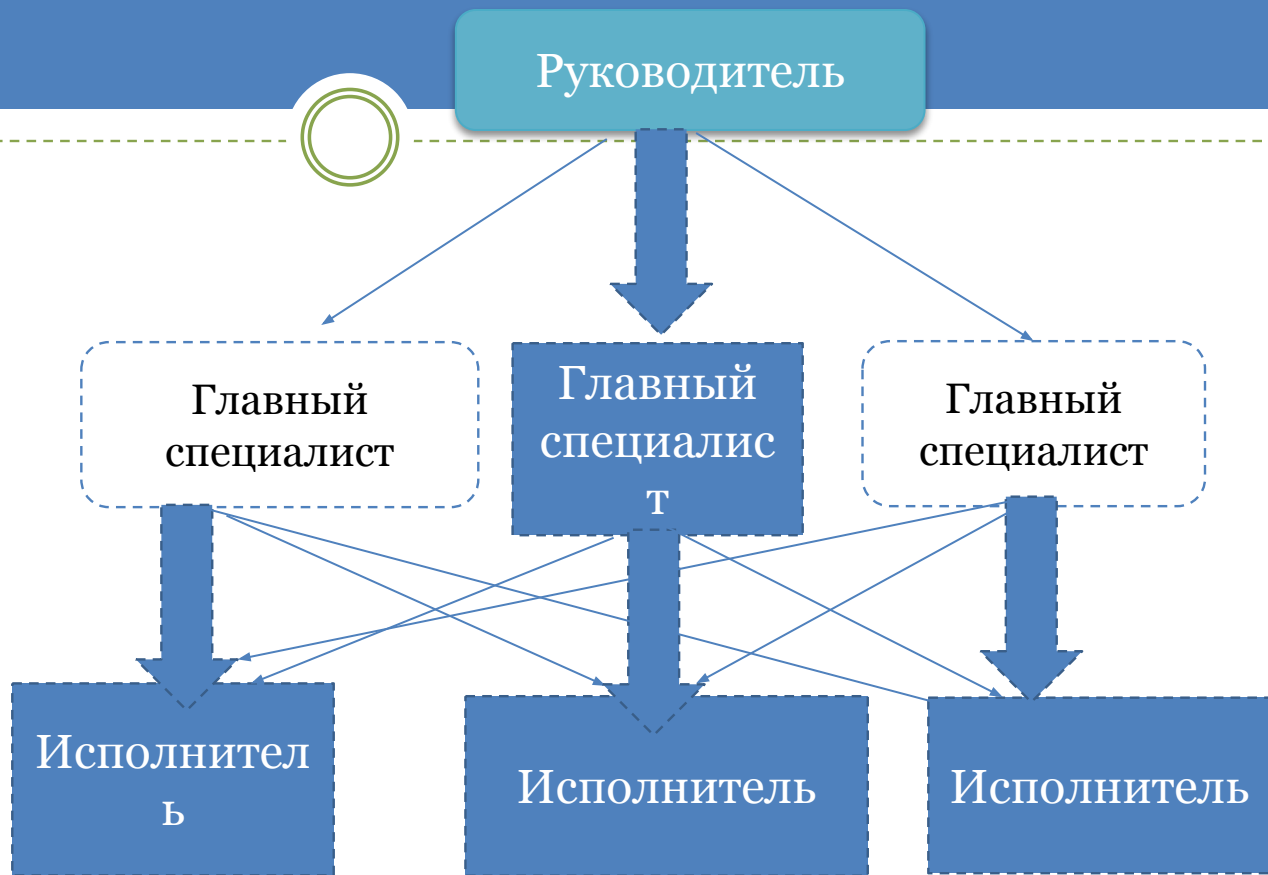 Руководитель
Главный
специалист
Главный
специалис
т
Главный
специалист
Исполнител
ь
Исполнитель
Исполнитель